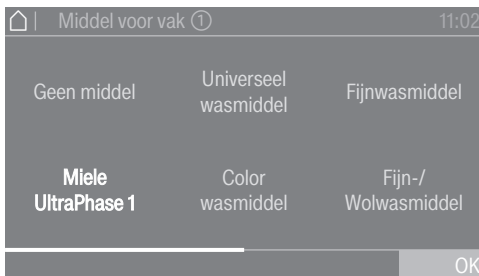 Middel voor vak ① 11:02
Geen middel
Universeel
wasmiddel
Fijnwasmiddel
Miele
UltraPhase 1
Color
wasmiddel
Fijn-/
Wolwasmiddel
OK